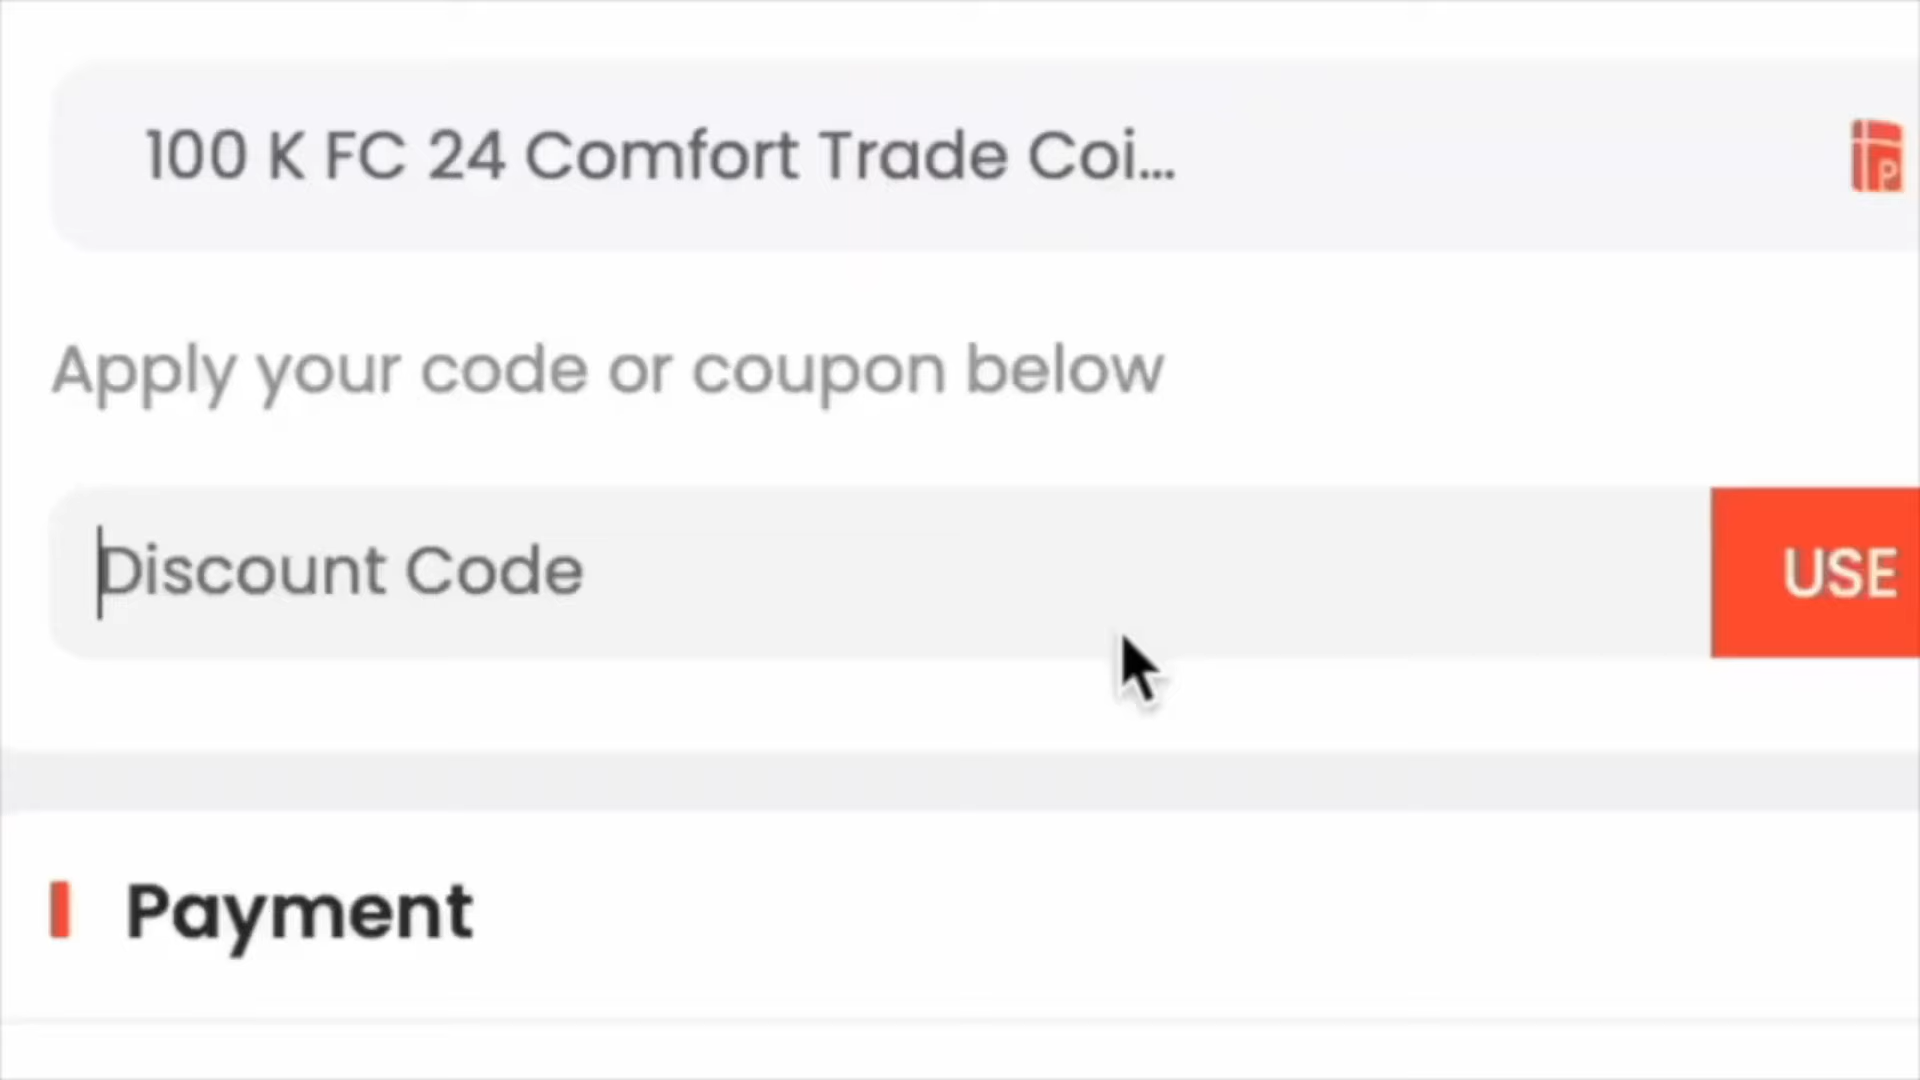 100 K FC 24 Comfort Trade Coi...
P
Apply your code or coupon below
Discount Code
USE
Payment